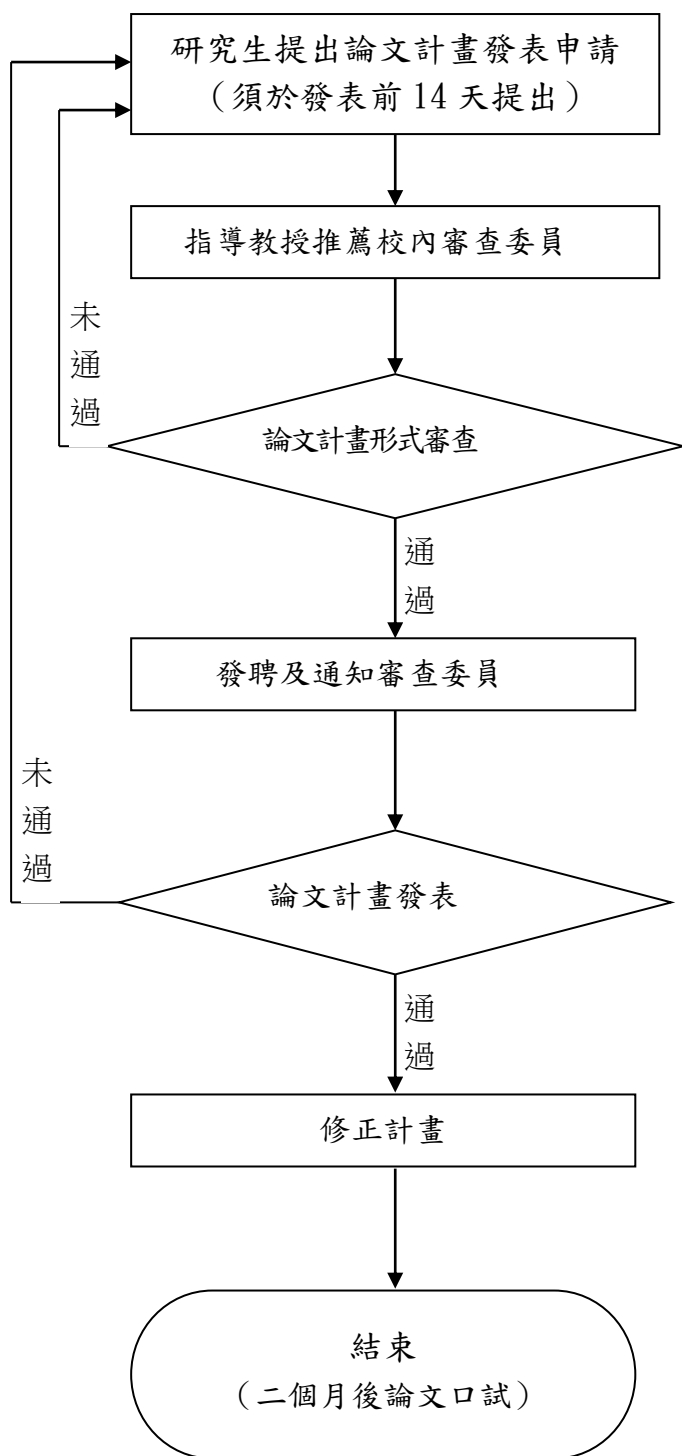 研究生提出論文計畫發表申請
（須於發表前14天提出）
指導教授推薦校內審查委員
未通過
論文計畫形式審查
通過
發聘及通知審查委員
未通過
論文計畫發表
通過
修正計畫
結束
（二個月後論文口試）